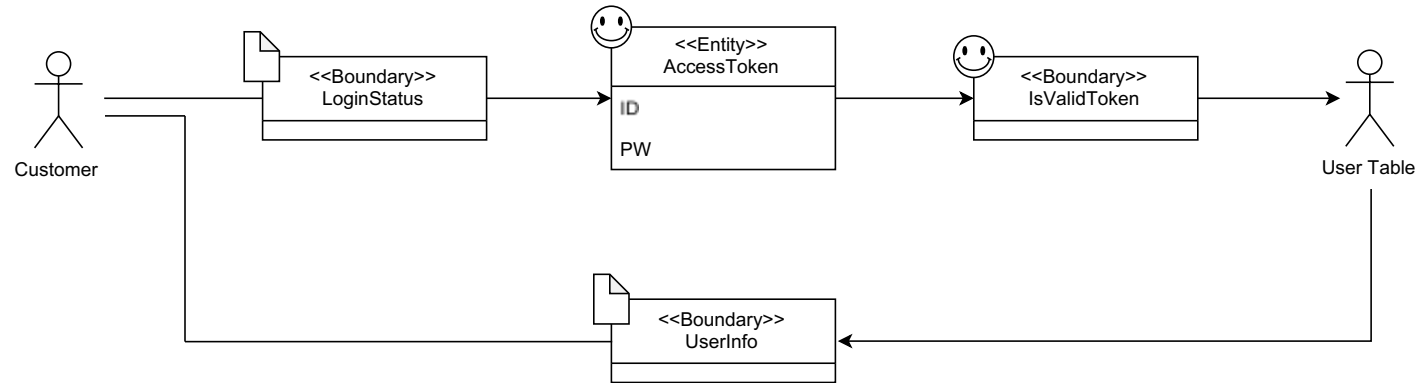 <<Entity>>
AccessToken
<<Boundary>>
LoginStatus
<<Boundary>>
IsValidToken
ID
PW
Customer
User Table
<<Boundary>>
UserInfo